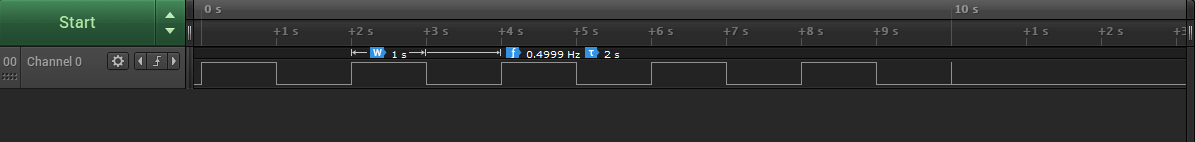 Start
0 s 10 s
+1 s +2 s +3 s +4 s +5 s +6 s +7 s +8 s +9 s +1 s +2 s
W 1 s f 0.4999 Hz τ 2 s
00 Channel 0